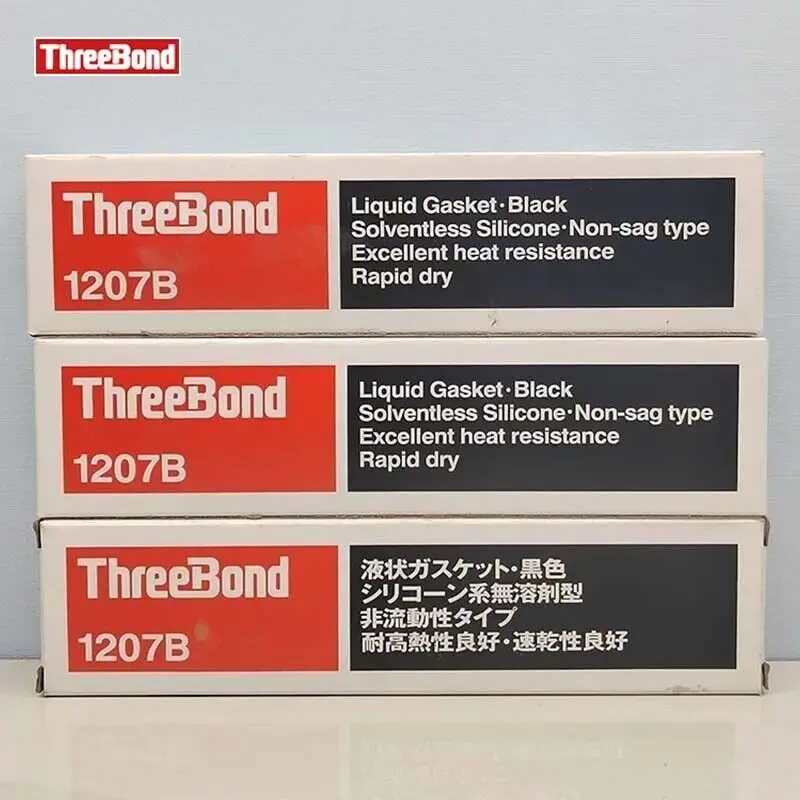 ThreeBond
ThreeBond
1207B
Liquid Gasket·Black
Solventless Silicone·Non-sag type
Excellent heat resistance
Rapid dry
ThreeBond
1207B
Liquid Gasket·Black
Solventless Silicone·Non-sag type
Excellent heat resistance
Rapid dry
ThreeBond
1207B
液状ガスケット・黒色
シリコーン系無溶剤型
非流動性タイプ
耐高熱性良好・速乾性良好